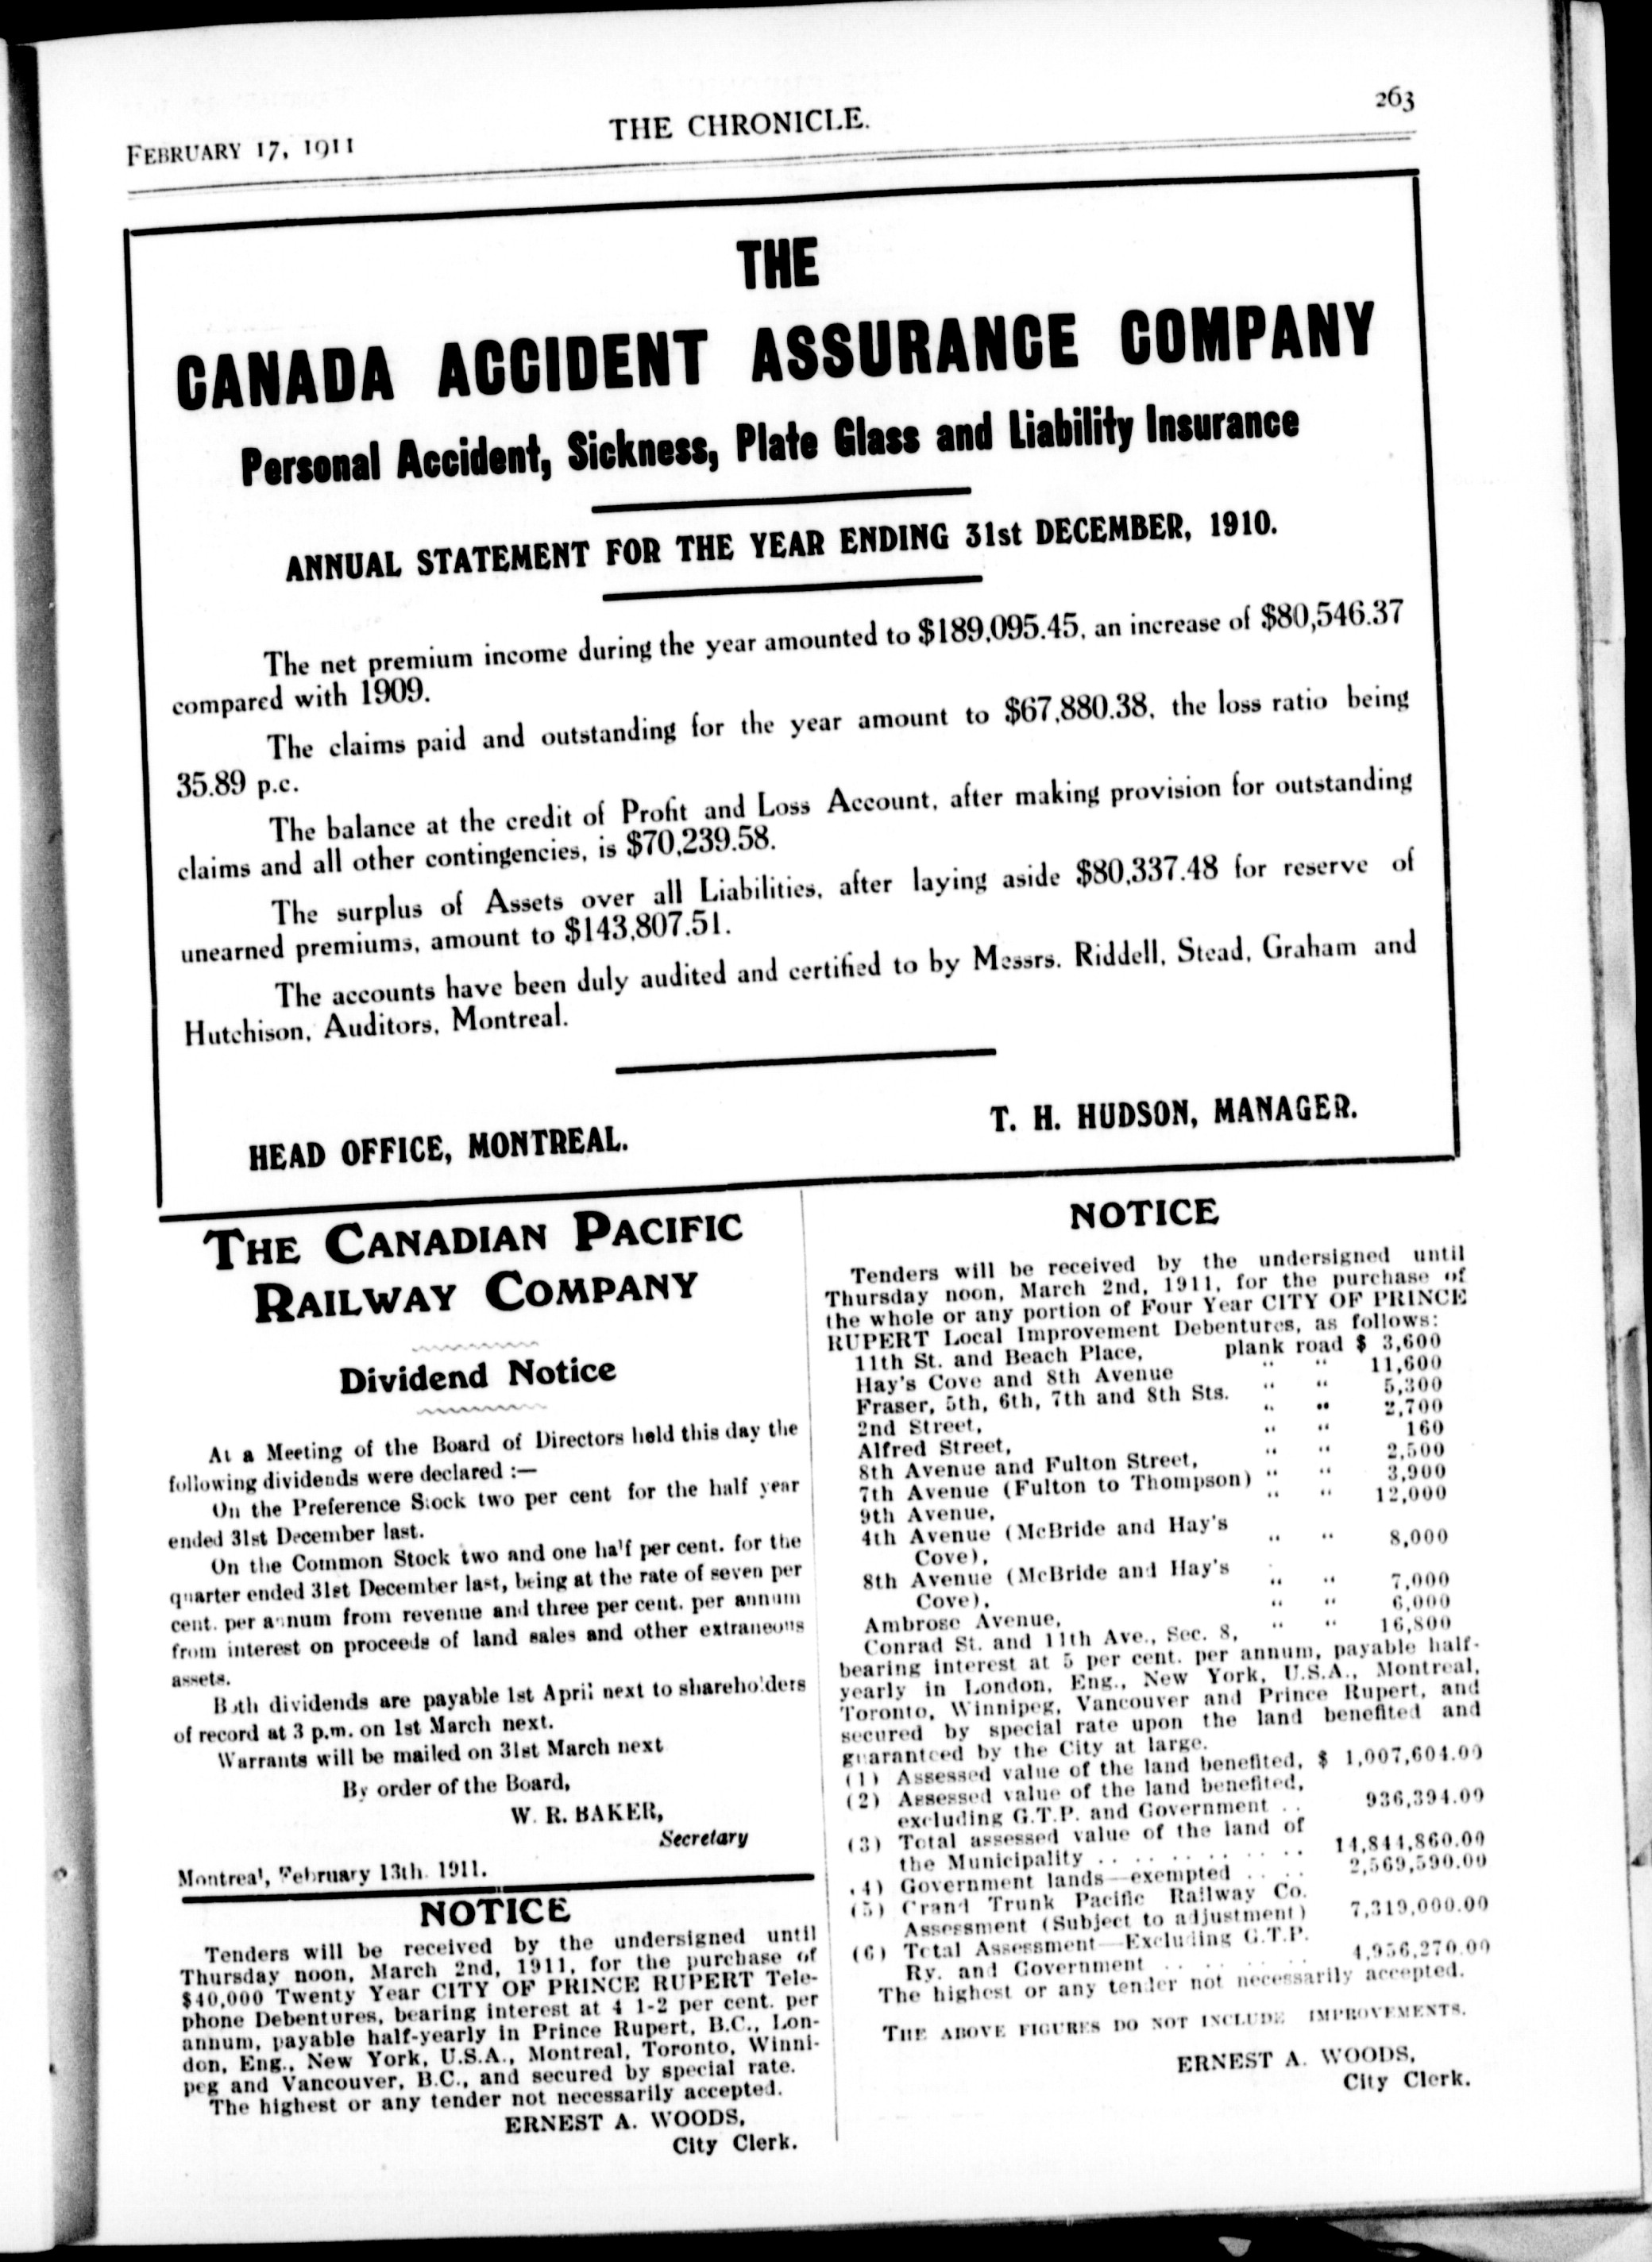 FEBRUARY 17, 1911
THE CHRONICLE.
263
THE
CANADA ACCIDENT ASSURANCE COMPANY
Personal Accident, Sickness, Plate Glass and Liability Insurance
ANNUAL STATEMENT FOR THE YEAR ENDING 31st DECEMBER, 1910.
The net premium income during the year amounted to $189,095.45, an increase of $80,546.37
compared with 1909.
The claims paid and outstanding for the year amount to $67,880.38, the loss ratio being
35.89 p.c.
The balance at the credit of Profit and Loss Account, after making provision for outstanding
claims and all other contingencies, is $70,239.58.
The surplus of Assets over all Liabilities, after laying aside $80,337.48 for reserve of
unearned premiums, amount to $143,807.51.
The accounts have been duly audited and certified to by Messrs. Riddell, Stead, Graham and
Hutchison, Auditors, Montreal.
HEAD OFFICE, MONTREAL.
T. H. HUDSON, MANAGER.
THE CANADIAN PACIFIC
RAILWAY COMPANY
Dividend Notice
At a Meeting of the Board of Directors held this day the
following dividends were declared :—
On the Preference Stock two per cent for the half year
ended 31st December last.
On the Common Stock two and one half per cent. for the
quarter ended 31st December last, being at the rate of seven per
cent. per annum from revenue and three per cent. per annum
from interest on proceeds of land sales and other extraneous
assets.
Both dividends are payable 1st April next to shareholders
of record at 3 p.m. on 1st March next.
Warrants will be mailed on 31st March next
By order of the Board,
W. R. BAKER,
Secretary
Montreal, February 13th. 1911.
NOTICE
Tenders will be received by the undersigned until
Thursday noon, March 2nd, 1911, for the purchase of
$40,000 Twenty Year CITY OF PRINCE RUPERT Tele-
phone Debentures, bearing interest at 4 1-2 per cent. per
annum, payable half-yearly in Prince Rupert, B.C., Lon-
don, Eng., New York, U.S.A., Montreal, Toronto, Winni-
peg and Vancouver, B.C., and secured by special rate.
The highest or any tender not necessarily accepted.
ERNEST A. WOODS,
City Clerk.
NOTICE
Tenders will be received by the undersigned until
Thursday noon, March 2nd, 1911, for the purchase of
the whole or any portion of Four Year CITY OF PRINCE
RUPERT Local Improvement Debentures, as follows:
11th St. and Beach Place, plank road $ 3,600
Hay's Cove and 8th Avenue " " 11,600
Fraser, 5th, 6th, 7th and 8th Sts. " " 5,300
2nd Street, " " 2,700
Alfred Street, " " 160
8th Avenue and Fulton Street, " " 2,500
7th Avenue (Fulton to Thompson) " " 3,900
9th Avenue, " " 12,000
4th Avenue (McBride and Hay's
Cove), " " 8,000
8th Avenue (McBride and Hay's
Cove), " " 7,000
Ambrose Avenue, " " 6,000
Conrad St. and 11th Ave., Sec. 8, " " 16,800
bearing interest at 5 per cent. per annum, payable half-
yearly in London, Eng., New York, U.S.A., Montreal,
Toronto, Winnipeg, Vancouver and Prince Rupert, and
secured by special rate upon the land benefited and
guaranteed by the City at large.
(1) Assessed value of the land benefited, $ 1,007,604.00
(2) Assessed value of the land benefited,
excluding G.T.P. and Government . . 936,394.00
(3) Total assessed value of the land of
the Municipality . . . . . . . . . . 14,844,860.00
(4) Government lands—exempted . . . . 2,569,590.00
(5) Grand Trunk Pacific Railway Co.
Assessment (Subject to adjustment) 7,319,000.00
(6) Total Assessment—Excluding G.T.P.
Ry. and Government . . . . . . . 4,956,270.00
The highest or any tender not necessarily accepted.
THE ABOVE FIGURES DO NOT INCLUDE IMPROVEMENTS.
ERNEST A. WOODS,
City Clerk.